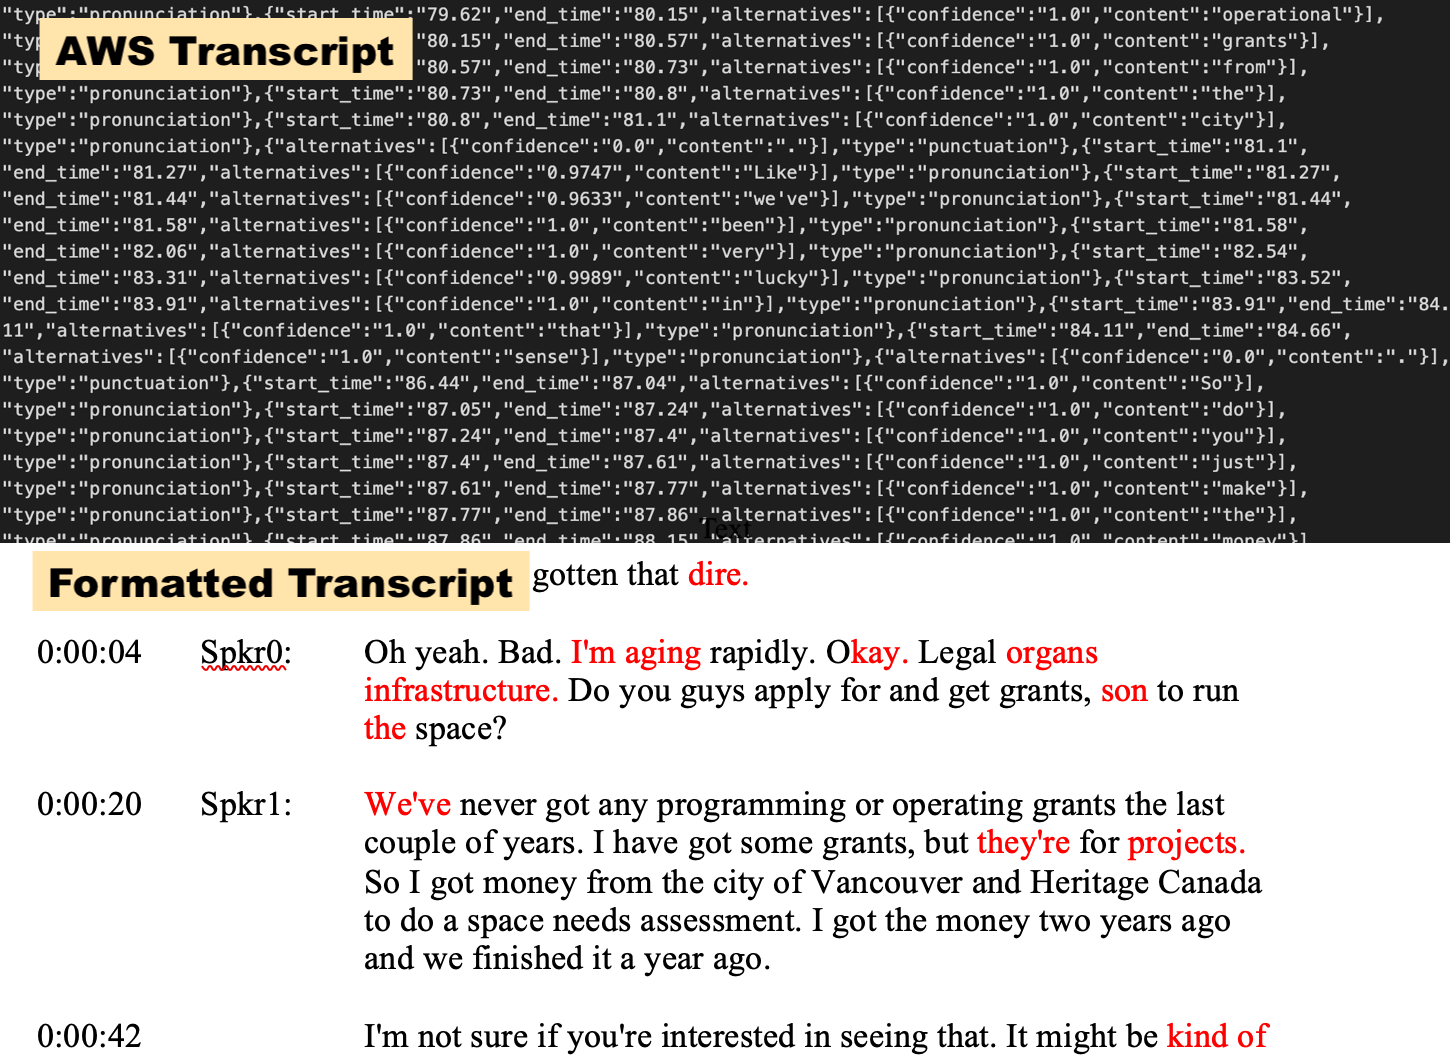 "type":"pronunciation"},{"start_time":"79.62","end_time":"80.15","alternatives":[{"confidence":"1.0","content":"operational"}],
"typ "80.15","end_time":"80.57","alternatives":[{"confidence":"1.0","content":"grants"}],
AWS Transcript
"typ "80.57","end_time":"80.73","alternatives":[{"confidence":"1.0","content":"from"}],
"type":"pronunciation"},{"start_time":"80.73","end_time":"80.8","alternatives":[{"confidence":"1.0","content":"the"}],
"type":"pronunciation"},{"start_time":"80.8","end_time":"81.1","alternatives":[{"confidence":"1.0","content":"city"}],
"type":"pronunciation"},{"alternatives":[{"confidence":"0.0","content":"."}],"type":"punctuation"},{"start_time":"81.1",
"end_time":"81.27","alternatives":[{"confidence":"0.9747","content":"Like"}],"type":"pronunciation"},{"start_time":"81.27",
"end_time":"81.44","alternatives":[{"confidence":"0.9633","content":"we've"}],"type":"pronunciation"},{"start_time":"81.44",
"end_time":"81.58","alternatives":[{"confidence":"1.0","content":"been"}],"type":"pronunciation"},{"start_time":"81.58",
"end_time":"82.06","alternatives":[{"confidence":"1.0","content":"very"}],"type":"pronunciation"},{"start_time":"82.54",
"end_time":"83.31","alternatives":[{"confidence":"0.9989","content":"lucky"}],"type":"pronunciation"},{"start_time":"83.52",
"end_time":"83.91","alternatives":[{"confidence":"1.0","content":"in"}],"type":"pronunciation"},{"start_time":"83.91","end_time":"84.
11","alternatives":[{"confidence":"1.0","content":"that"}],"type":"pronunciation"},{"start_time":"84.11","end_time":"84.66",
"alternatives":[{"confidence":"1.0","content":"sense"}],"type":"pronunciation"},{"alternatives":[{"confidence":"0.0","content":"."}],
"type":"punctuation"},{"start_time":"86.44","end_time":"87.04","alternatives":[{"confidence":"1.0","content":"So"}],
"type":"pronunciation"},{"start_time":"87.05","end_time":"87.24","alternatives":[{"confidence":"1.0","content":"do"}],
"type":"pronunciation"},{"start_time":"87.24","end_time":"87.4","alternatives":[{"confidence":"1.0","content":"you"}],
"type":"pronunciation"},{"start_time":"87.4","end_time":"87.61","alternatives":[{"confidence":"1.0","content":"just"}],
"type":"pronunciation"},{"start_time":"87.61","end_time":"87.77","alternatives":[{"confidence":"1.0","content":"make"}],
"type":"pronunciation"},{"start_time":"87.77","end_time":"87.86","alternatives":[{"confidence":"1.0","content":"the"}],
Text
"type":"pronunciation"},{"start_time":"87.86","end_time":"88.15","alternatives":[{"confidence":"1.0","content":"money"}]
Formatted Transcript gotten that dire.
0:00:04 Spkr0: Oh yeah. Bad. I'm aging rapidly. Okay. Legal organs
infrastructure. Do you guys apply for and get grants, son to run
the space?
0:00:20 Spkr1: We've never got any programming or operating grants the last
couple of years. I have got some grants, but they're for projects.
So I got money from the city of Vancouver and Heritage Canada
to do a space needs assessment. I got the money two years ago
and we finished it a year ago.
0:00:42 I'm not sure if you're interested in seeing that. It might be kind of